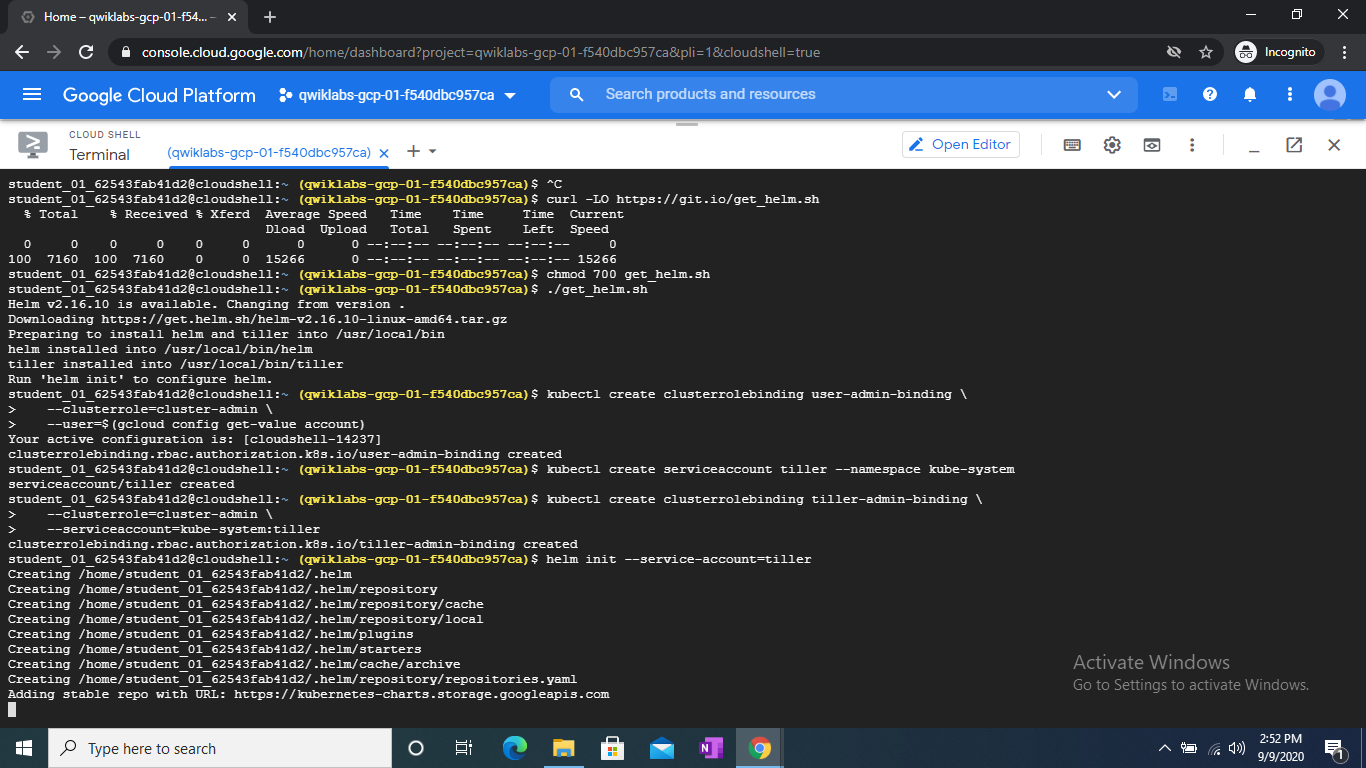 Home – qwiklabs-gcp-01-f54... –
console.cloud.google.com/home/dashboard?project=qwiklabs-gcp-01-f540dbc957ca&pli=1&cloudshell=true
Incognito
Google Cloud Platform
qwiklabs-gcp-01-f540dbc957ca
Search products and resources
CLOUD SHELL
Terminal
(qwiklabs-gcp-01-f540dbc957ca)
Open Editor
student_01_62543fab41d2@cloudshell:~ (qwiklabs-gcp-01-f540dbc957ca)$ ^C
student_01_62543fab41d2@cloudshell:~ (qwiklabs-gcp-01-f540dbc957ca)$ curl -LO https://git.io/get_helm.sh
  % Total    % Received % Xferd  Average Speed   Time    Time     Time  Current
                                 Dload  Upload   Total   Spent    Left  Speed
  0     0    0     0    0     0      0      0 --:--:-- --:--:-- --:--:--     0
100  7160  100  7160    0     0  15266      0 --:--:-- --:--:-- --:--:-- 15266
student_01_62543fab41d2@cloudshell:~ (qwiklabs-gcp-01-f540dbc957ca)$ chmod 700 get_helm.sh
student_01_62543fab41d2@cloudshell:~ (qwiklabs-gcp-01-f540dbc957ca)$ ./get_helm.sh
Helm v2.16.10 is available. Changing from version .
Downloading https://get.helm.sh/helm-v2.16.10-linux-amd64.tar.gz
Preparing to install helm and tiller into /usr/local/bin
helm installed into /usr/local/bin/helm
tiller installed into /usr/local/bin/tiller
Run 'helm init' to configure helm.
student_01_62543fab41d2@cloudshell:~ (qwiklabs-gcp-01-f540dbc957ca)$ kubectl create clusterrolebinding user-admin-binding \
>    --clusterrole=cluster-admin \
>    --user=$(gcloud config get-value account)
Your active configuration is: [cloudshell-14237]
clusterrolebinding.rbac.authorization.k8s.io/user-admin-binding created
student_01_62543fab41d2@cloudshell:~ (qwiklabs-gcp-01-f540dbc957ca)$ kubectl create serviceaccount tiller --namespace kube-system
serviceaccount/tiller created
student_01_62543fab41d2@cloudshell:~ (qwiklabs-gcp-01-f540dbc957ca)$ kubectl create clusterrolebinding tiller-admin-binding \
>    --clusterrole=cluster-admin \
>    --serviceaccount=kube-system:tiller
clusterrolebinding.rbac.authorization.k8s.io/tiller-admin-binding created
student_01_62543fab41d2@cloudshell:~ (qwiklabs-gcp-01-f540dbc957ca)$ helm init --service-account=tiller
Creating /home/student_01_62543fab41d2/.helm
Creating /home/student_01_62543fab41d2/.helm/repository
Creating /home/student_01_62543fab41d2/.helm/repository/cache
Creating /home/student_01_62543fab41d2/.helm/repository/local
Creating /home/student_01_62543fab41d2/.helm/plugins
Creating /home/student_01_62543fab41d2/.helm/starters
Creating /home/student_01_62543fab41d2/.helm/cache/archive
Creating /home/student_01_62543fab41d2/.helm/repository/repositories.yaml
Adding stable repo with URL: https://kubernetes-charts.storage.googleapis.com
Activate Windows
Go to Settings to activate Windows.
Type here to search
2:52 PM
9/9/2020
1